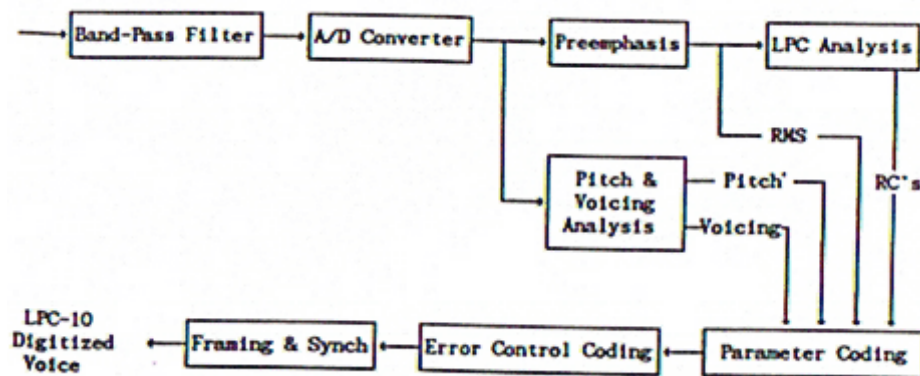 Band-Pass Filter
A/D Converter
Preemphasis
LPC Analysis
RMS
Pitch &
Voicing
Analysis
Pitch'
RC's
Voicing
LPC-10
Digitized
Voice
Framing & Synch
Error Control Coding
Parameter Coding